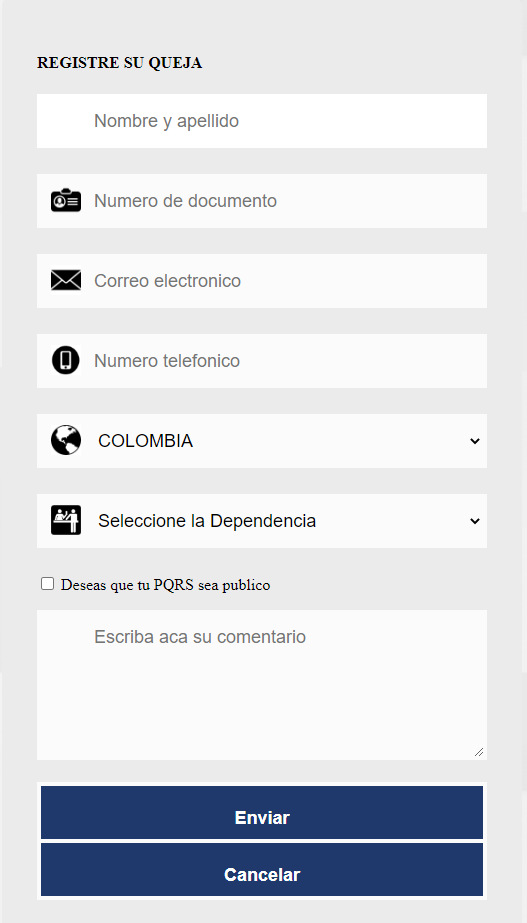 REGISTRE SU QUEJA
Nombre y apellido
Numero de documento
Correo electronico
Numero telefonico
COLOMBIA
Seleccione la Dependencia
Deseas que tu PQRS sea publico
Escriba aca su comentario
Enviar
Cancelar